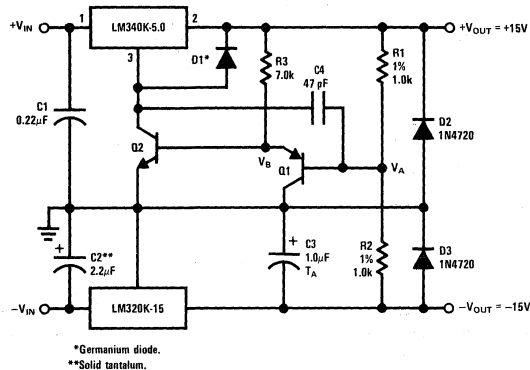 +VIN
1
LM340K-5.0
2
+VOUT = +15V
3
D1*
R3
7.0k
C4
47 pF
R1
1%
1.0k
C1
0.22μF
Q2
D2
1N4720
VB
Q1
VA
C2**
2.2μF
+
+
C3
1.0μF
TA
R2
1%
1.0k
D3
1N4720
–VIN
LM320K-15
–VOUT = –15V
*Germanium diode.
**Solid tantalum.